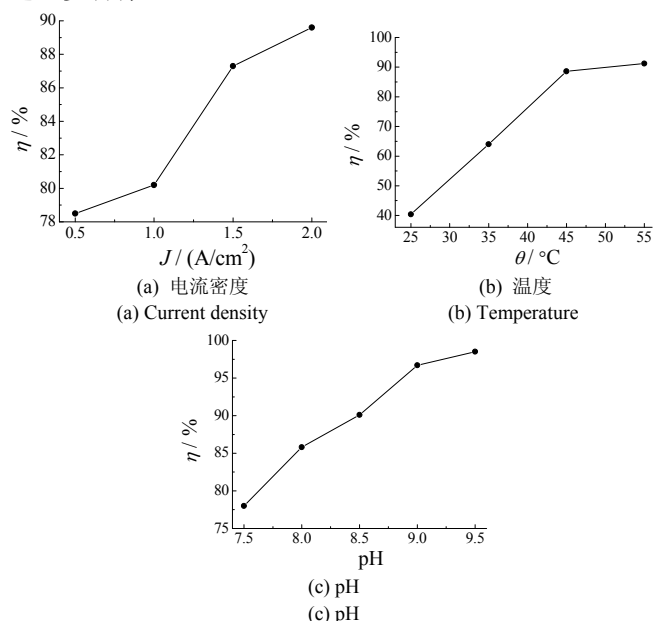 90
88
86
84
82
80
78
η / %
0.5 1.0 1.5 2.0
J / (A/cm²)
(a) 电流密度
(a) Current density
100
90
80
70
60
50
40
η / %
25 30 35 40 45 50 55
θ / °C
(b) 温度
(b) Temperature
100
95
90
85
80
75
η / %
7.5 8.0 8.5 9.0 9.5
pH
(c) pH
(c) pH